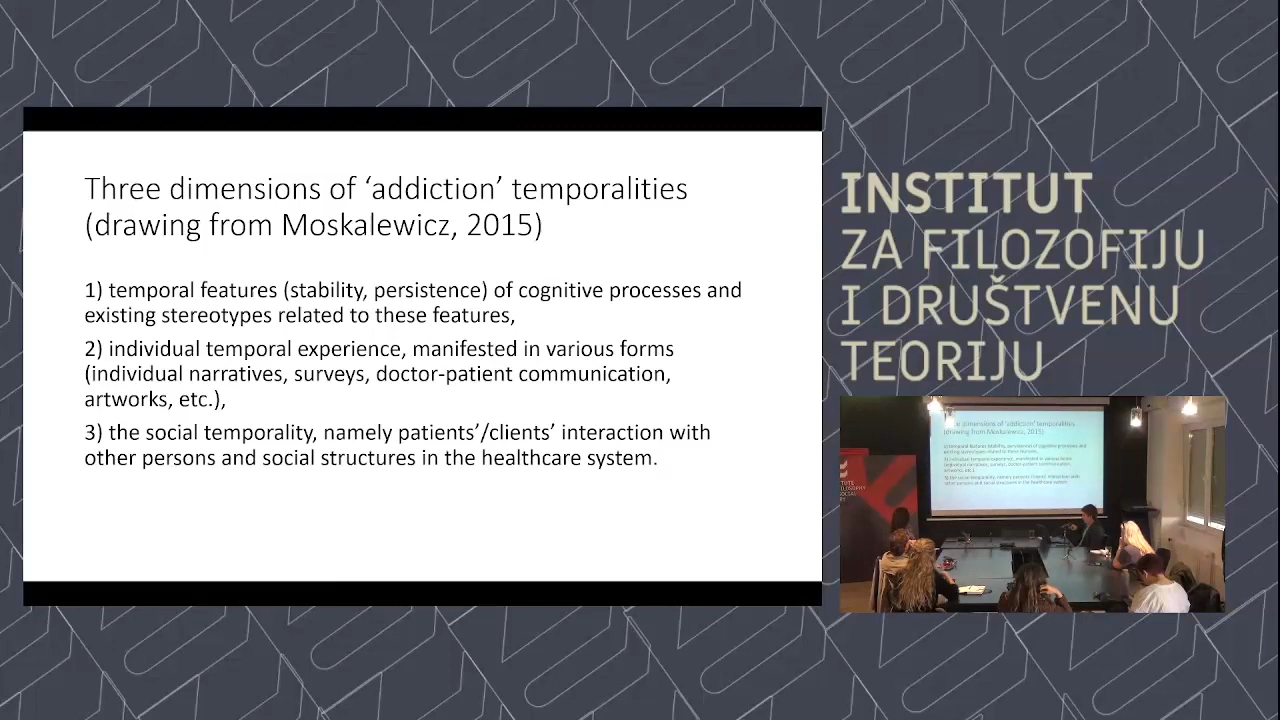 Three dimensions of ‘addiction’ temporalities
(drawing from Moskalewicz, 2015)
1) temporal features (stability, persistence) of cognitive processes and
existing stereotypes related to these features,
2) individual temporal experience, manifested in various forms
(individual narratives, surveys, doctor-patient communication,
artworks, etc.),
3) the social temporality, namely patients’/clients’ interaction with
other persons and social structures in the healthcare system.
INSTITUT
ZA FILOZOFIJU
I DRUŠTVENU
TEORIJU